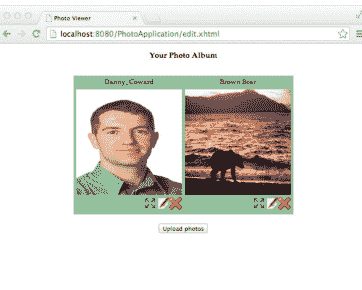 Photo Viewer
localhost:8080/PhotoApplication/edit.xhtml
Your Photo Album
Danny_Coward
Brown Bear
Upload photos